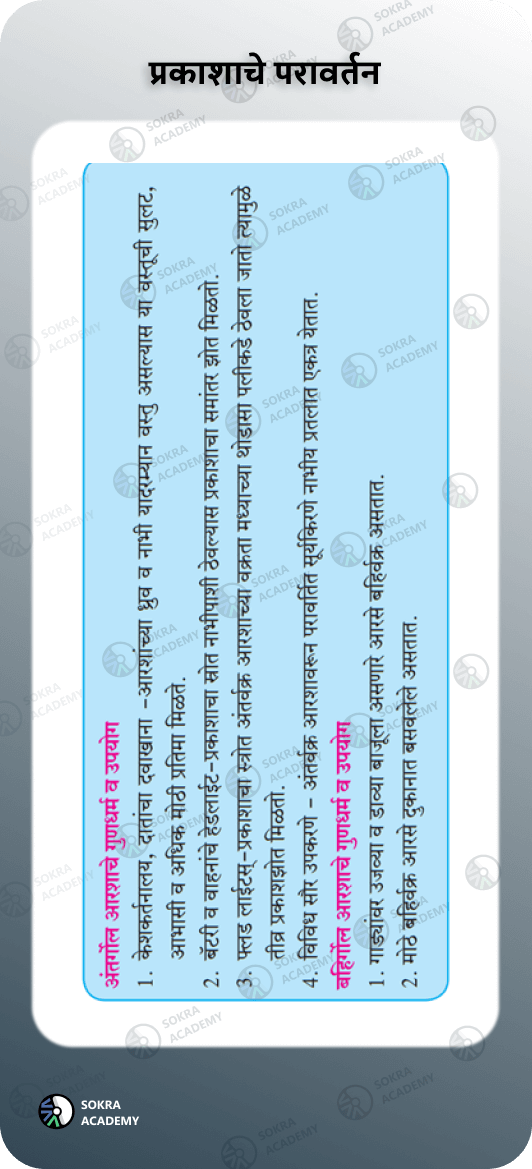 प्रकाशाचे परावर्तन
अंतर्गोल आरशाचे गुणधर्म व उपयोग
1. केशकर्तनालय, दातांचा दवाखाना -आरशांच्या ध्रुव व नाभी यादरम्यान वस्तु असल्यास या वस्तूची सुलट,
आभासी व अधिक मोठी प्रतिमा मिळते.
2. बॅटरी व वाहनांचे हेडलाईट-प्रकाशाचा स्रोत नाभीपाशी ठेवल्यास प्रकाशाचा समांतर झोत मिळतो.
3. फ्लड लाईटस्-प्रकाशाचा स्त्रोत अंतर्वक्र आरशाच्या वक्रता मध्याच्या थोडासा पलीकडे ठेवला जातो त्यामुळे
तीव्र प्रकाशझोत मिळतो.
4. विविध सौर उपकरणे - अंतर्वक्र आरशावरून परावर्तित सूर्यकिरणे नाभीय प्रतलात एकत्र येतात.
बहिर्गोल आरशाचे गुणधर्म व उपयोग
1. गाड्यांवर उजव्या व डाव्या बाजूला असणारे आरसे बहिर्वक्र असतात.
2. मोठे बहिर्वक्र आरसे दुकानात बसवलेले असतात.
SOKRA
ACADEMY